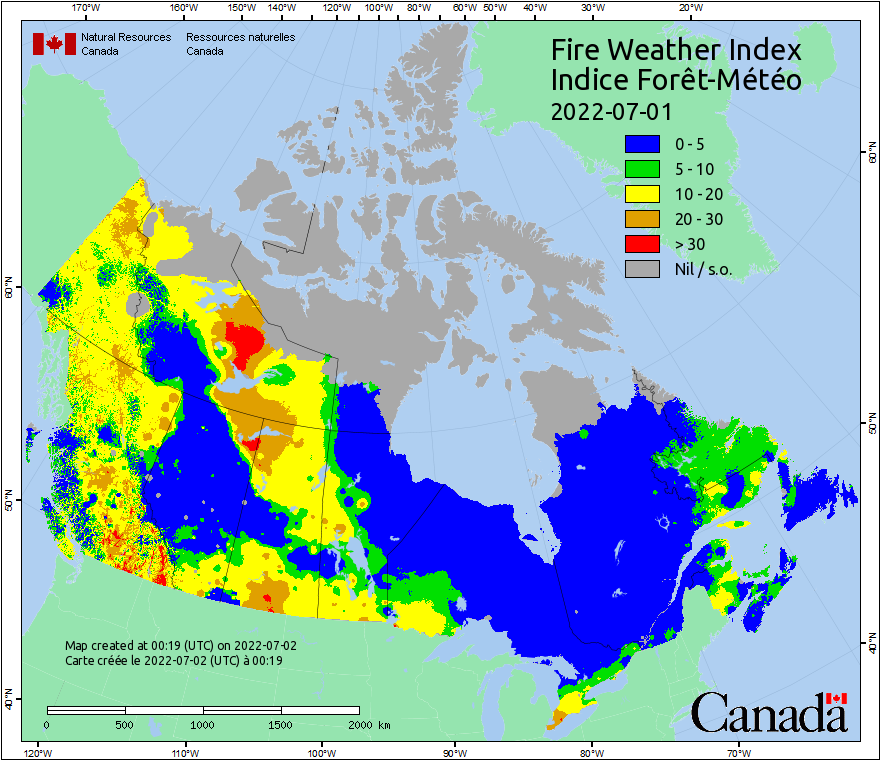 170°W 160°W 150°W 140°W 120°W 100°W 80°W 60°W 50°W 40°W 30°W 20°W
Natural Resources Ressources naturelles
Canada Canada
Fire Weather Index
Indice Forêt-Météo
2022-07-01
0 - 5
5 - 10
10 - 20
20 - 30
> 30
Nil / s.o.
60°N
50°N
40°N
60°N
50°N
40°N
Map created at 00:19 (UTC) on 2022-07-02
Carte créée le 2022-07-02 (UTC) à 00:19
0 500 1000 1500 2000 km
Canada
120°W 110°W 100°W 90°W 80°W 70°W